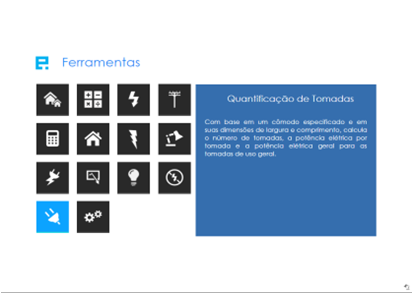 Ferramentas
Quantificação de Tomadas
Com base em um cômodo especificado e em
suas dimensões de largura e comprimento, calcula
o número de tomadas, a potência elétrica por
tomada e a potência elétrica geral para as
tomadas de uso geral.